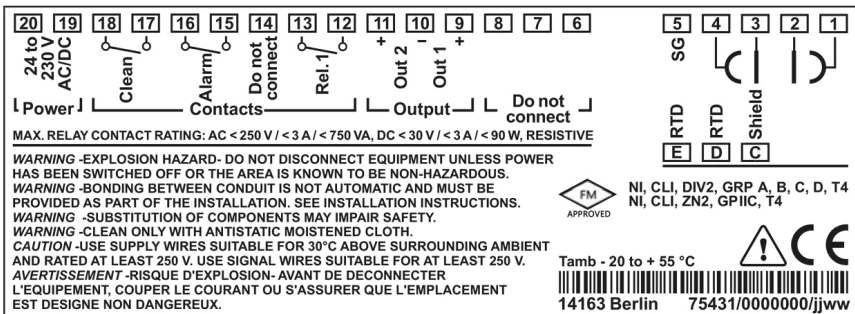 20 19 18 17 16 15 14 13 12 11 10 9 8 7 6 5 4 3 2 1
24 to
230 V
AC/DC
Clean
Alarm
Do not
connect
Rel. 1
+ − +
Out 2
Out 1
SG
Power Contacts Output Do not
connect
RTD RTD Shield
E D C
MAX. RELAY CONTACT RATING: AC < 250 V / < 3 A / < 750 VA, DC < 30 V / < 3 A / < 90 W, RESISTIVE
WARNING -EXPLOSION HAZARD- DO NOT DISCONNECT EQUIPMENT UNLESS POWER
HAS BEEN SWITCHED OFF OR THE AREA IS KNOWN TO BE NON-HAZARDOUS.
WARNING -BONDING BETWEEN CONDUIT IS NOT AUTOMATIC AND MUST BE
PROVIDED AS PART OF THE INSTALLATION. SEE INSTALLATION INSTRUCTIONS.
WARNING -SUBSTITUTION OF COMPONENTS MAY IMPAIR SAFETY.
WARNING -CLEAN ONLY WITH ANTISTATIC MOISTENED CLOTH.
CAUTION -USE SUPPLY WIRES SUITABLE FOR 30°C ABOVE SURROUNDING AMBIENT
AND RATED AT LEAST 250 V. USE SIGNAL WIRES SUITABLE FOR AT LEAST 250 V.
AVERTISSEMENT -RISQUE D'EXPLOSION- AVANT DE DECONNECTER
L'EQUIPEMENT, COUPER LE COURANT OU S'ASSURER QUE L'EMPLACEMENT
EST DESIGNE NON DANGEREUX.
FM
APPROVED
NI, CLI, DIV2, GRP A, B, C, D, T4
NI, CLI, ZN2, GPIIC, T4
CE
Tamb - 20 to + 55 °C
14163 Berlin 75431/0000000/jjww